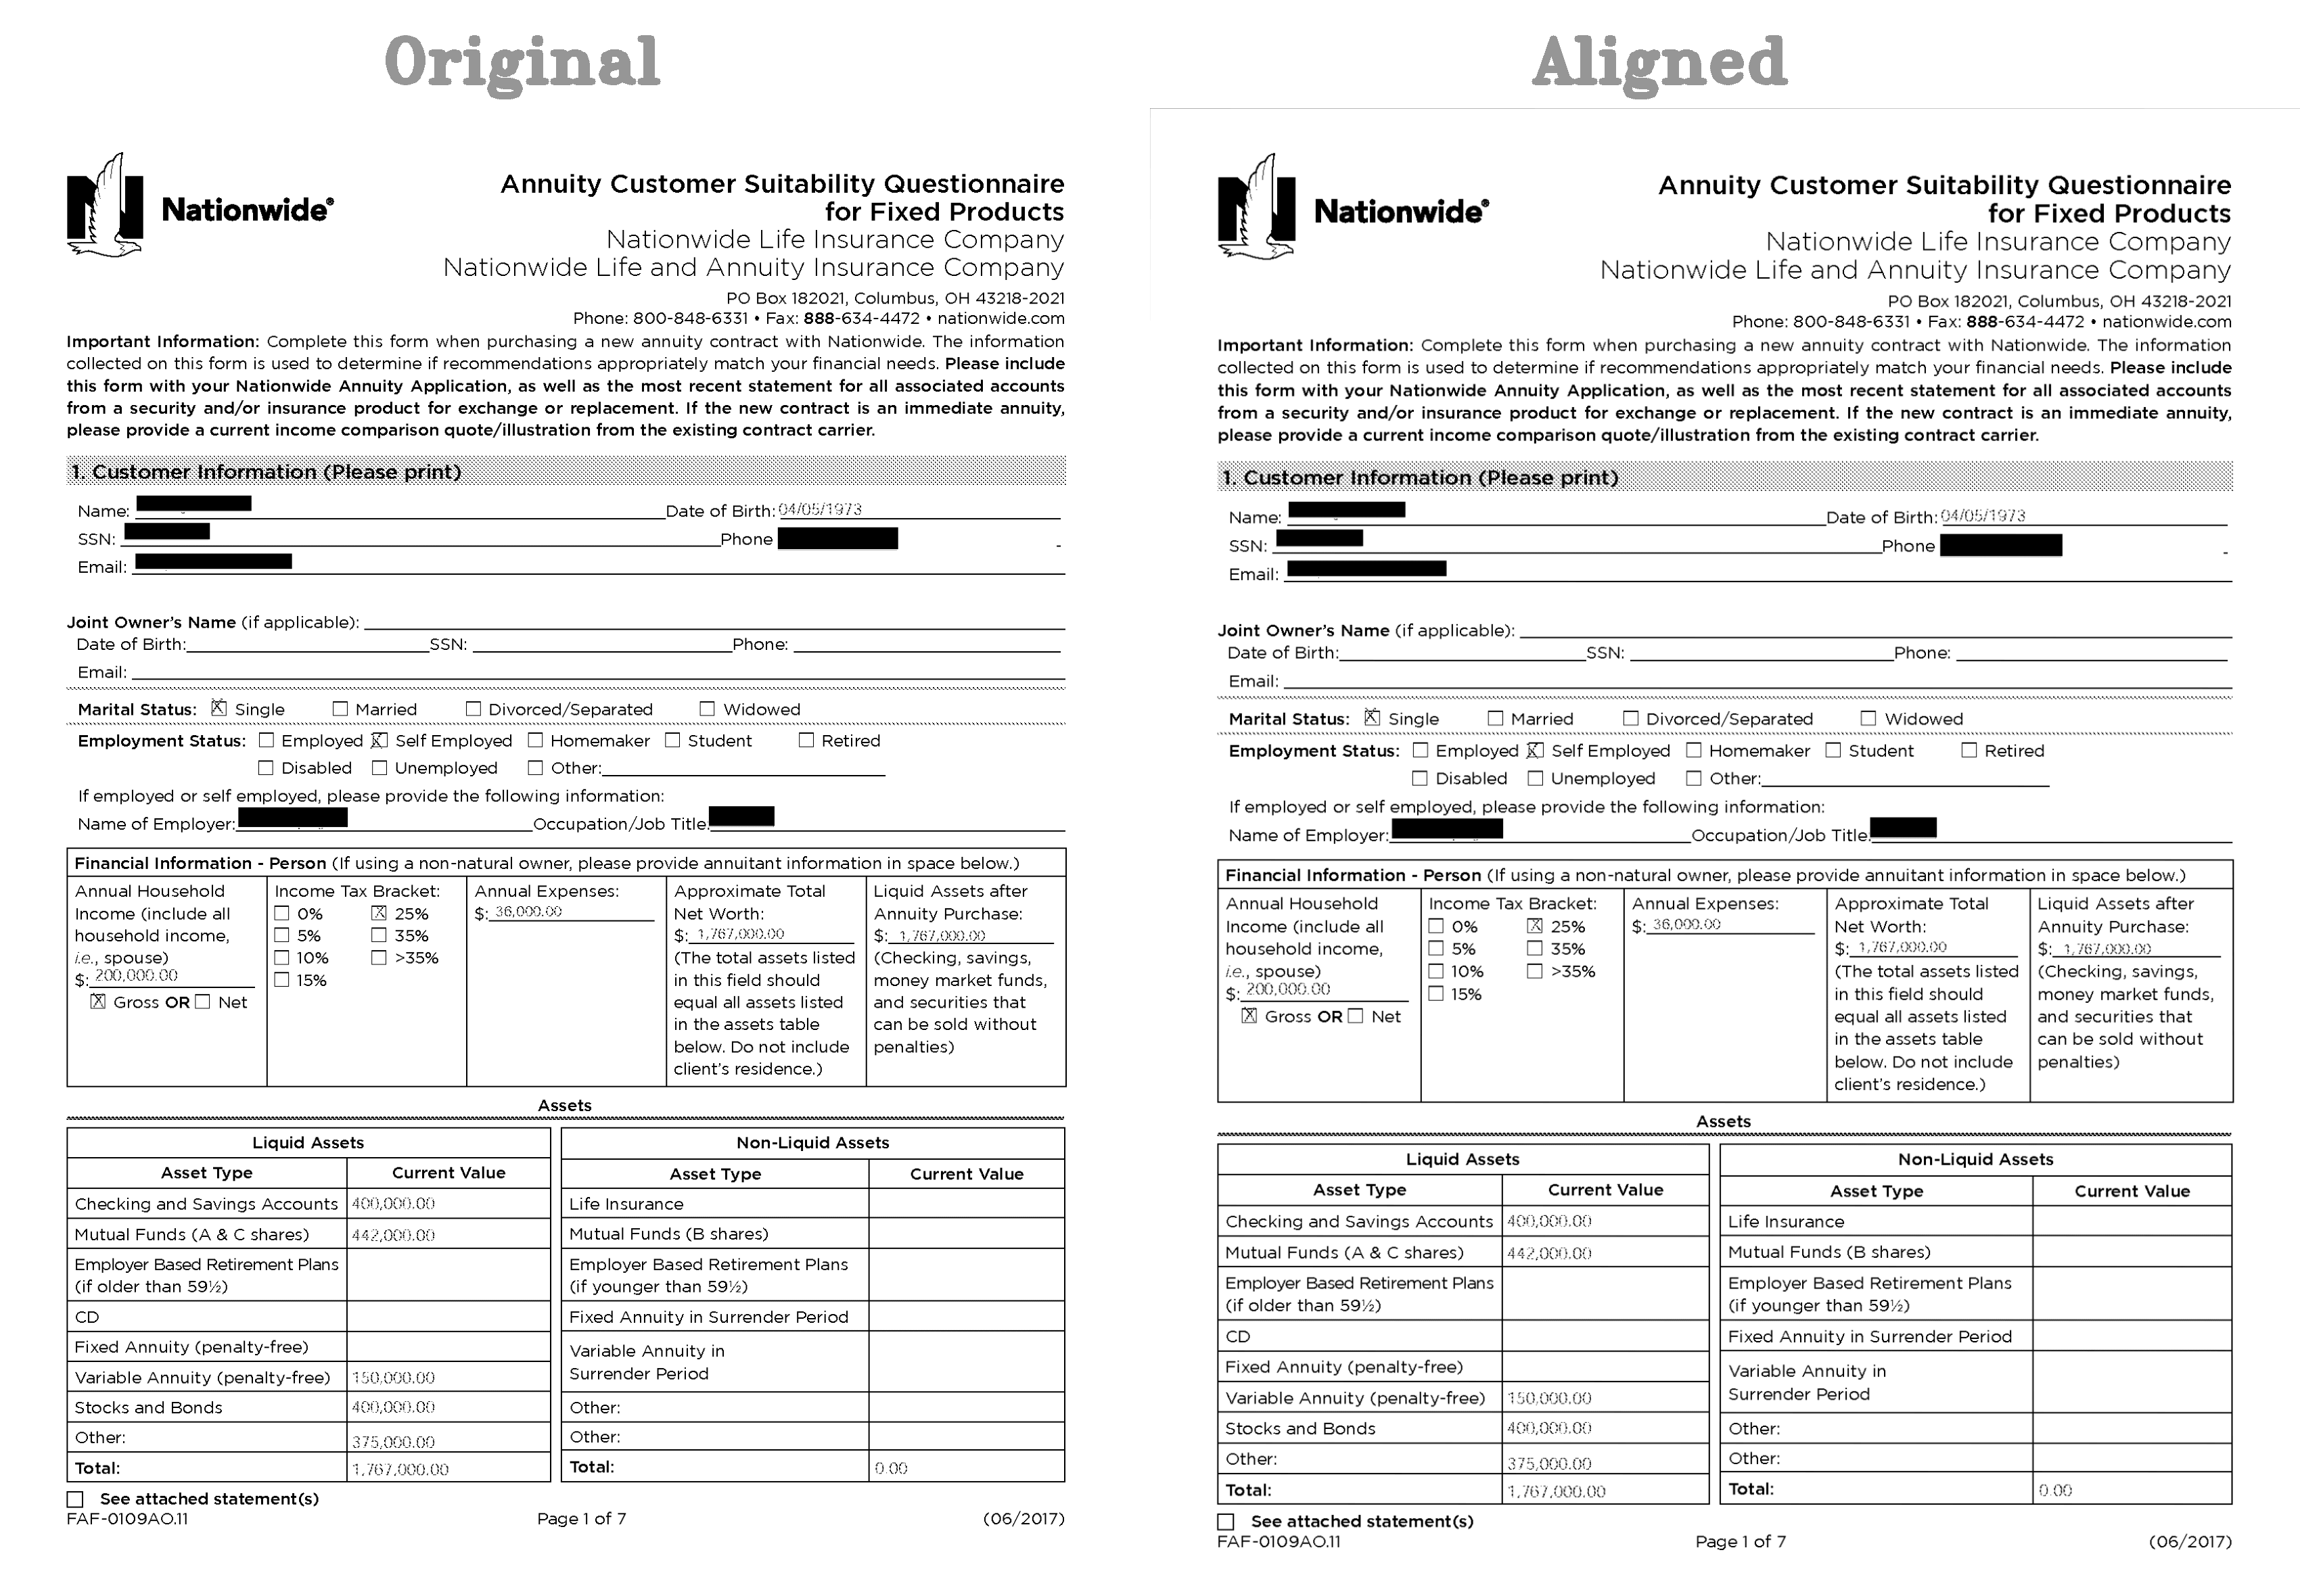 Original
Nationwide®
Annuity Customer Suitability Questionnaire
for Fixed Products
Nationwide Life Insurance Company
Nationwide Life and Annuity Insurance Company
PO Box 182021, Columbus, OH 43218-2021
Phone: 800-848-6331 • Fax: 888-634-4472 • nationwide.com
Important Information: Complete this form when purchasing a new annuity contract with Nationwide. The information
collected on this form is used to determine if recommendations appropriately match your financial needs. Please include
this form with your Nationwide Annuity Application, as well as the most recent statement for all associated accounts
from a security and/or insurance product for exchange or replacement. If the new contract is an immediate annuity,
please provide a current income comparison quote/illustration from the existing contract carrier.
1. Customer Information (Please print)
Name: Date of Birth: 04/05/1973
SSN: Phone -
Email:
Joint Owner's Name (if applicable):
Date of Birth: SSN: Phone:
Email:
Marital Status: X Single Married Divorced/Separated Widowed
Employment Status: Employed X Self Employed Homemaker Student Retired
Disabled Unemployed Other:
If employed or self employed, please provide the following information:
Name of Employer: Occupation/Job Title:
Financial Information - Person (If using a non-natural owner, please provide annuitant information in space below.)
Annual Household
Income (include all
household income,
i.e., spouse)
$: 200,000.00
X Gross OR Net
Income Tax Bracket:
0% X 25%
5% 35%
10% >35%
15%
Annual Expenses:
$: 36,000.00
Approximate Total
Net Worth:
$: 1,767,000.00
(The total assets listed
in this field should
equal all assets listed
in the assets table
below. Do not include
client's residence.)
Liquid Assets after
Annuity Purchase:
$: 1,767,000.00
(Checking, savings,
money market funds,
and securities that
can be sold without
penalties)
Assets
Liquid Assets
Asset Type Current Value
Checking and Savings Accounts 400,000.00
Mutual Funds (A & C shares) 442,000.00
Employer Based Retirement Plans
(if older than 59½)
CD
Fixed Annuity (penalty-free)
Variable Annuity (penalty-free) 150,000.00
Stocks and Bonds 400,000.00
Other: 375,000.00
Total: 1,767,000.00
Non-Liquid Assets
Asset Type Current Value
Life Insurance
Mutual Funds (B shares)
Employer Based Retirement Plans
(if younger than 59½)
Fixed Annuity in Surrender Period
Variable Annuity in
Surrender Period
Other:
Other:
Total: 0.00
See attached statement(s)
FAF-0109AO.11 Page 1 of 7 (06/2017)
Aligned
Nationwide®
Annuity Customer Suitability Questionnaire
for Fixed Products
Nationwide Life Insurance Company
Nationwide Life and Annuity Insurance Company
PO Box 182021, Columbus, OH 43218-2021
Phone: 800-848-6331 • Fax: 888-634-4472 • nationwide.com
Important Information: Complete this form when purchasing a new annuity contract with Nationwide. The information
collected on this form is used to determine if recommendations appropriately match your financial needs. Please include
this form with your Nationwide Annuity Application, as well as the most recent statement for all associated accounts
from a security and/or insurance product for exchange or replacement. If the new contract is an immediate annuity,
please provide a current income comparison quote/illustration from the existing contract carrier.
1. Customer Information (Please print)
Name: Date of Birth: 04/05/1973
SSN: Phone -
Email:
Joint Owner's Name (if applicable):
Date of Birth: SSN: Phone:
Email:
Marital Status: X Single Married Divorced/Separated Widowed
Employment Status: Employed X Self Employed Homemaker Student Retired
Disabled Unemployed Other:
If employed or self employed, please provide the following information:
Name of Employer: Occupation/Job Title:
Financial Information - Person (If using a non-natural owner, please provide annuitant information in space below.)
Annual Household
Income (include all
household income,
i.e., spouse)
$: 200,000.00
X Gross OR Net
Income Tax Bracket:
0% X 25%
5% 35%
10% >35%
15%
Annual Expenses:
$: 36,000.00
Approximate Total
Net Worth:
$: 1,767,000.00
(The total assets listed
in this field should
equal all assets listed
in the assets table
below. Do not include
client's residence.)
Liquid Assets after
Annuity Purchase:
$: 1,767,000.00
(Checking, savings,
money market funds,
and securities that
can be sold without
penalties)
Assets
Liquid Assets
Asset Type Current Value
Checking and Savings Accounts 400,000.00
Mutual Funds (A & C shares) 442,000.00
Employer Based Retirement Plans
(if older than 59½)
CD
Fixed Annuity (penalty-free)
Variable Annuity (penalty-free) 150,000.00
Stocks and Bonds 400,000.00
Other: 375,000.00
Total: 1,767,000.00
Non-Liquid Assets
Asset Type Current Value
Life Insurance
Mutual Funds (B shares)
Employer Based Retirement Plans
(if younger than 59½)
Fixed Annuity in Surrender Period
Variable Annuity in
Surrender Period
Other:
Other:
Total: 0.00
See attached statement(s)
FAF-0109AO.11 Page 1 of 7 (06/2017)